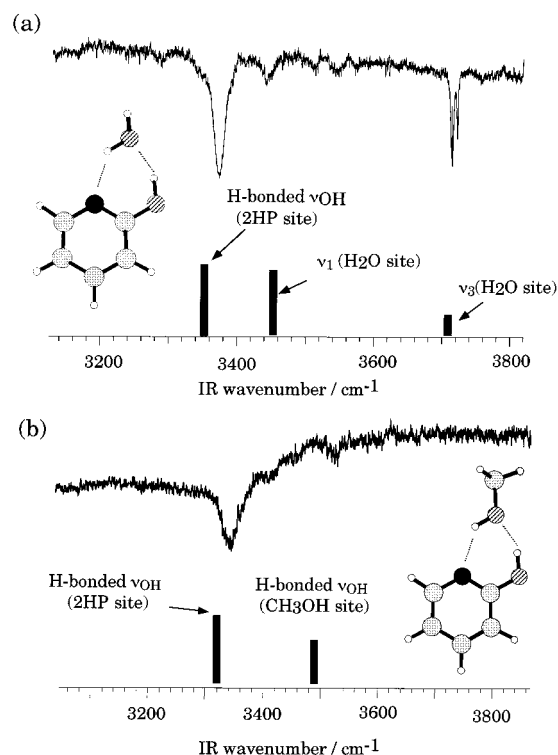 (a)
H-bonded νOH
(2HP site)
ν1 (H2O site)
ν3(H2O site)
3200 3400 3600 3800
IR wavenumber / cm-1
(b)
H-bonded νOH
(2HP site)
H-bonded νOH
(CH3OH site)
3200 3400 3600 3800
IR wavenumber / cm-1